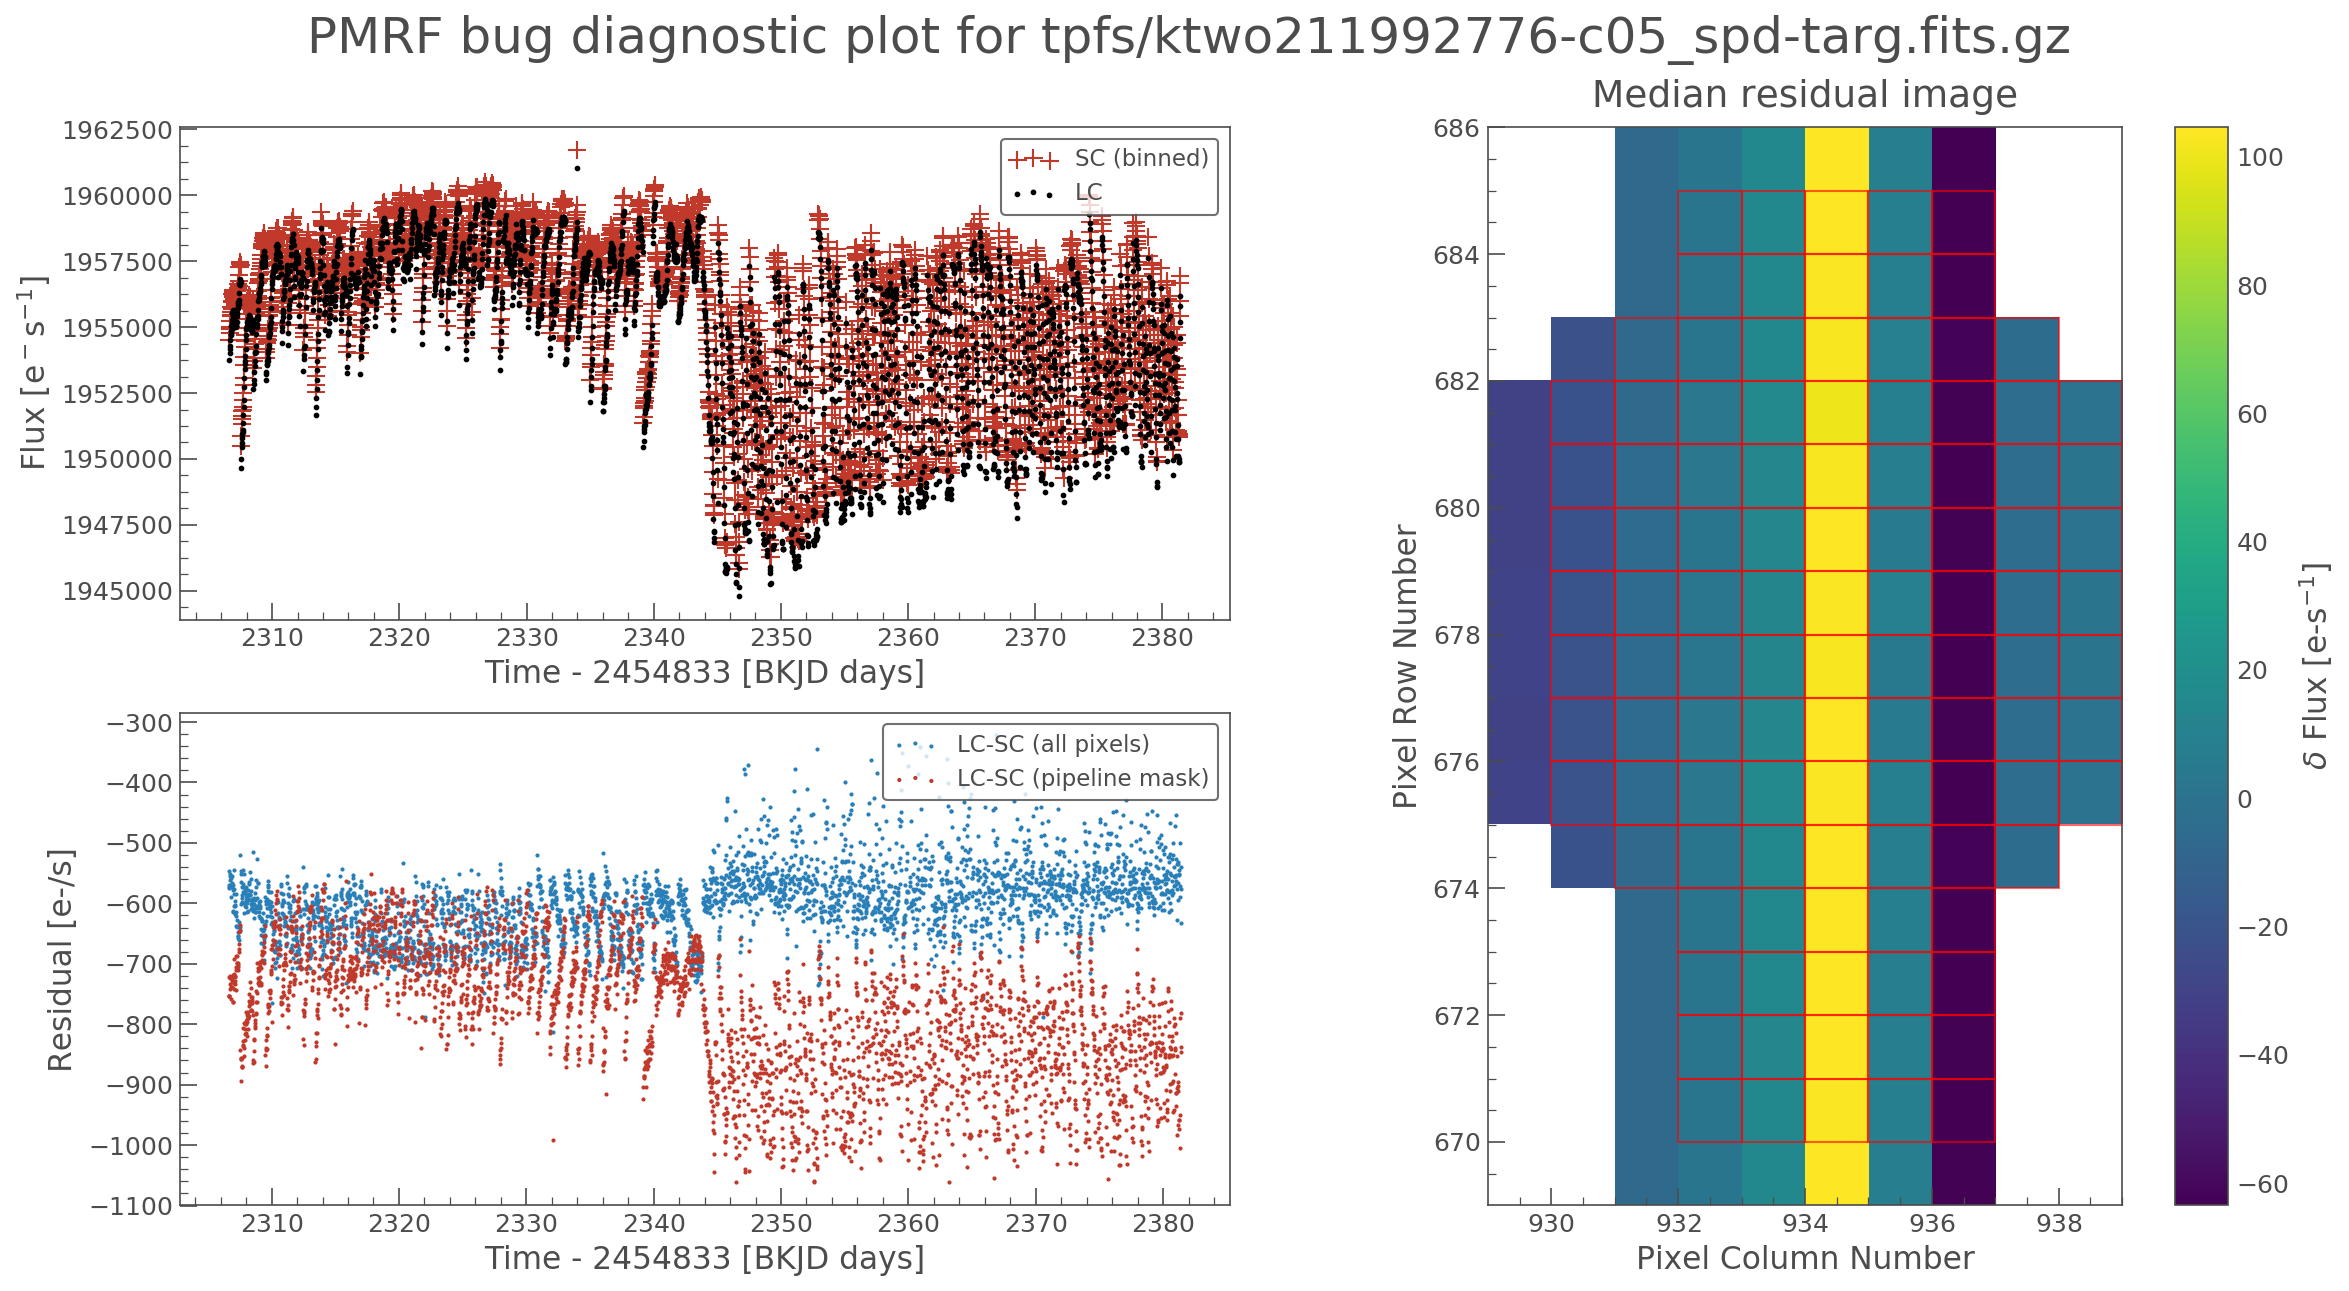 PMRF bug diagnostic plot for tpfs/ktwo211992776-c05_spd-targ.fits.gz
Flux [e⁻ s⁻¹]
1962500
1960000
1957500
1955000
1952500
1950000
1947500
1945000
SC (binned)
LC
2310 2320 2330 2340 2350 2360 2370 2380
Time - 2454833 [BKJD days]
Residual [e-/s]
−300
−400
−500
−600
−700
−800
−900
−1000
−1100
LC-SC (all pixels)
LC-SC (pipeline mask)
2310 2320 2330 2340 2350 2360 2370 2380
Time - 2454833 [BKJD days]
Median residual image
Pixel Row Number
686
684
682
680
678
676
674
672
670
930 932 934 936 938
Pixel Column Number
100
80
60
40
20
0
−20
−40
−60
δ Flux [e-s⁻¹]